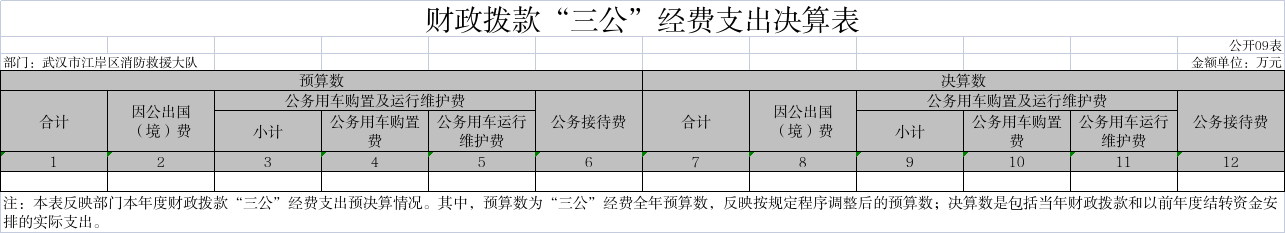 财政拨款“三公”经费支出决算表
公开09表
部门：武汉市江岸区消防救援大队 金额单位：万元
预算数 决算数
合计 因公出国（境）费 公务用车购置及运行维护费 公务接待费 合计 因公出国（境）费 公务用车购置及运行维护费 公务接待费
小计 公务用车购置费 公务用车运行维护费 小计 公务用车购置费 公务用车运行维护费
1 2 3 4 5 6 7 8 9 10 11 12
注：本表反映部门本年度财政拨款“三公”经费支出预决算情况。其中，预算数为“三公”经费全年预算数，反映按规定程序调整后的预算数；决算数是包括当年财政拨款和以前年度结转资金安
排的实际支出。